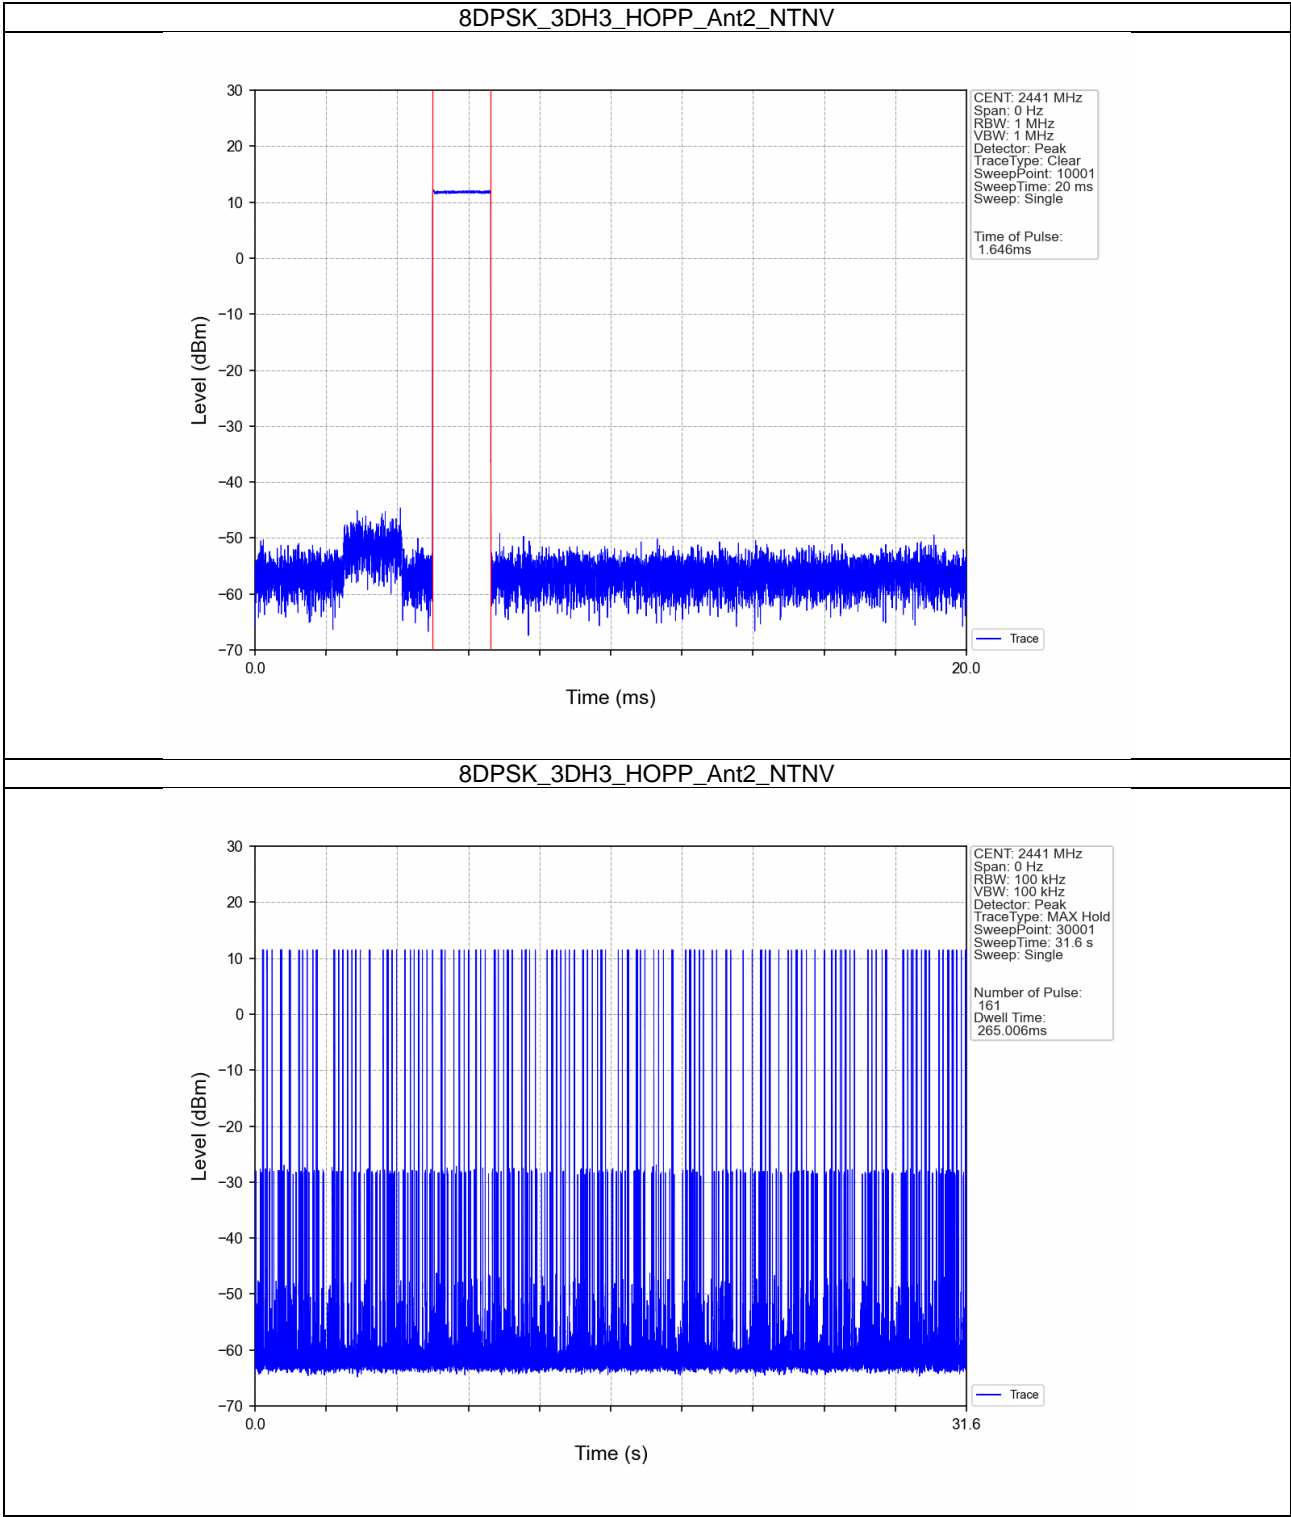 8DPSK_3DH3_HOPP_Ant2_NTNV
30
20
10
0
−10
−20
−30
−40
−50
−60
−70
Level (dBm)
0.0
20.0
Time (ms)
CENT: 2441 MHz
Span: 0 Hz
RBW: 1 MHz
VBW: 1 MHz
Detector: Peak
TraceType: Clear
SweepPoint: 10001
SweepTime: 20 ms
Sweep: Single
Time of Pulse:
1.646ms
Trace
8DPSK_3DH3_HOPP_Ant2_NTNV
30
20
10
0
−10
−20
−30
−40
−50
−60
−70
Level (dBm)
0.0
31.6
Time (s)
CENT: 2441 MHz
Span: 0 Hz
RBW: 100 kHz
VBW: 100 kHz
Detector: Peak
TraceType: MAX Hold
SweepPoint: 30001
SweepTime: 31.6 s
Sweep: Single
Number of Pulse:
161
Dwell Time:
265.006ms
Trace